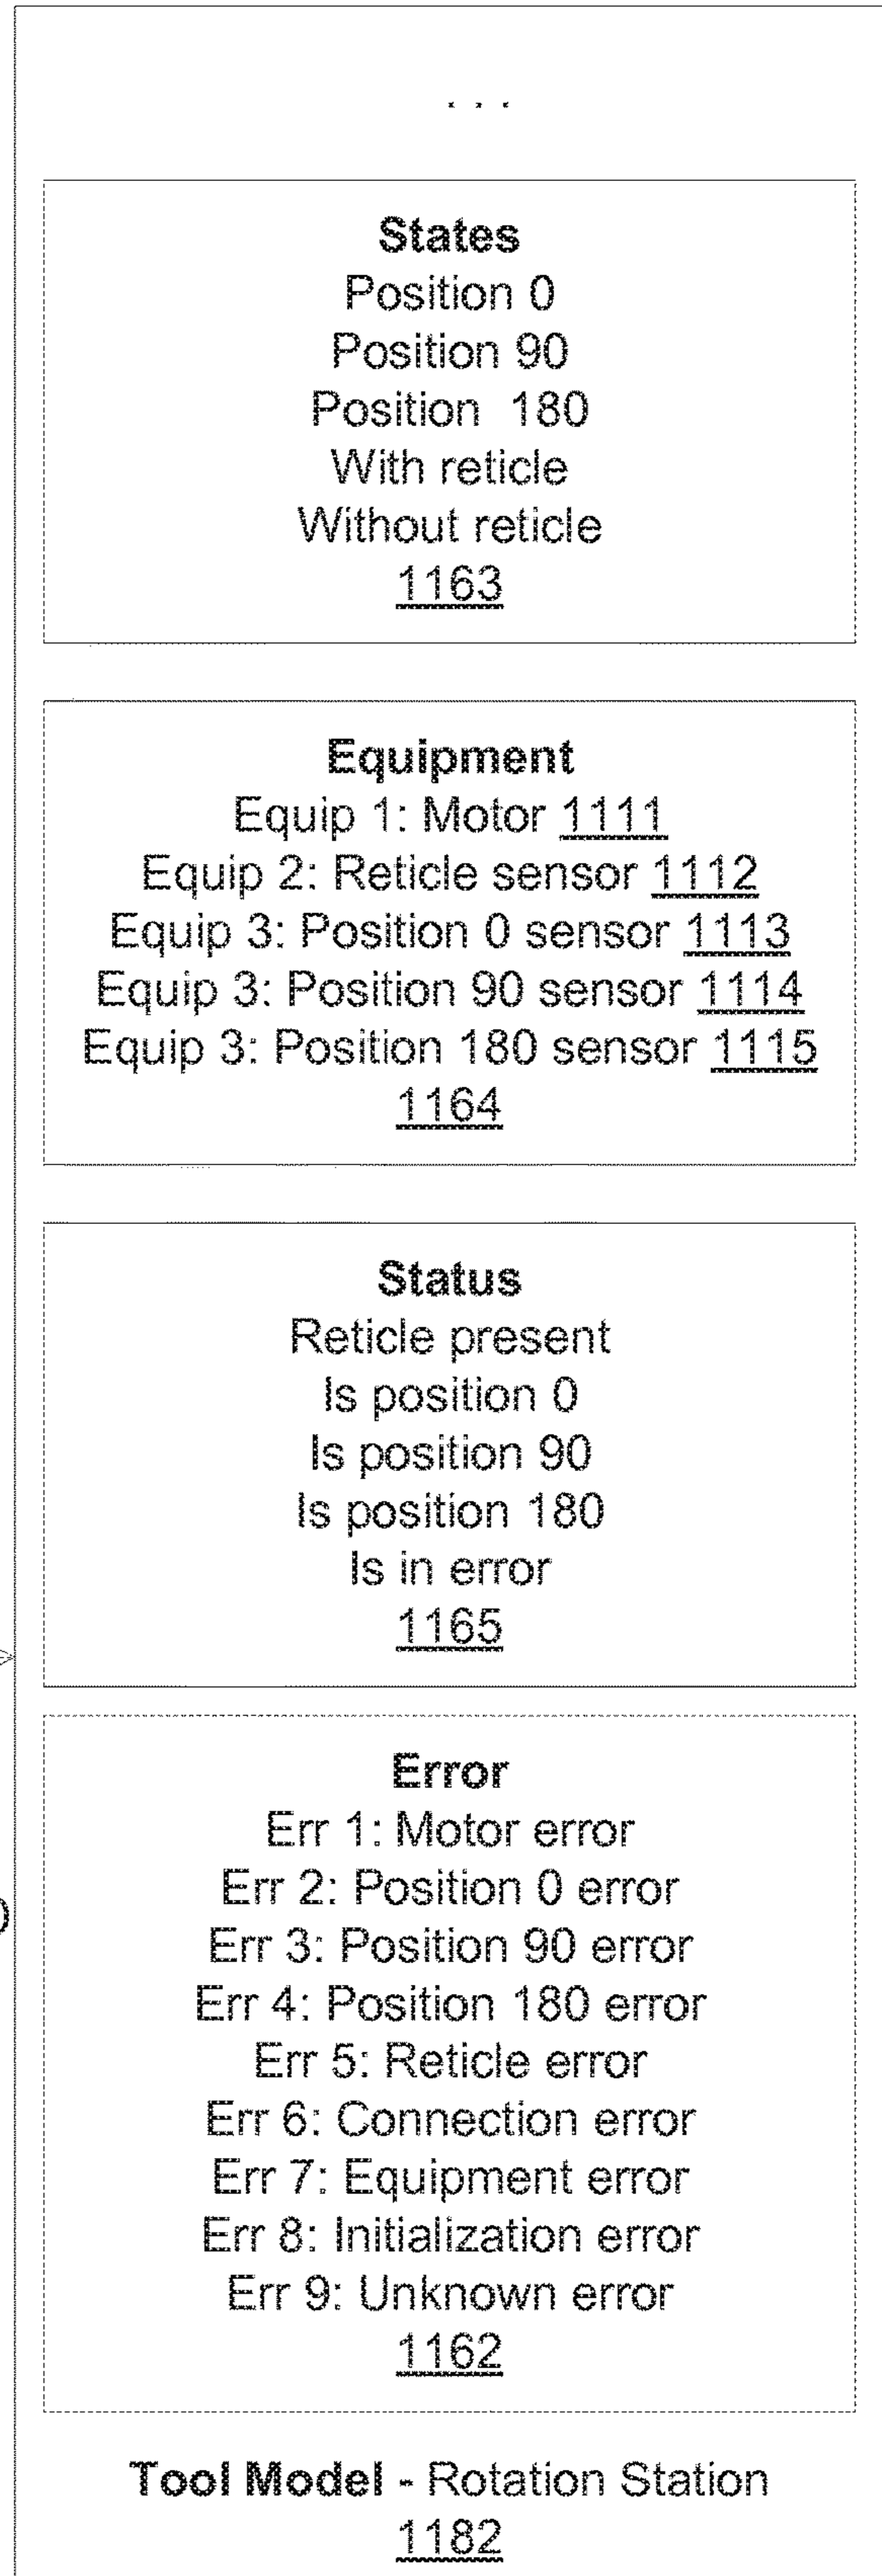 . . .
States
Position 0
Position 90
Position 180
With reticle
Without reticle
1163
Equipment
Equip 1: Motor 1111
Equip 2: Reticle sensor 1112
Equip 3: Position 0 sensor 1113
Equip 3: Position 90 sensor 1114
Equip 3: Position 180 sensor 1115
1164
Status
Reticle present
Is position 0
Is position 90
Is position 180
Is in error
1165
Error
Err 1: Motor error
Err 2: Position 0 error
Err 3: Position 90 error
Err 4: Position 180 error
Err 5: Reticle error
Err 6: Connection error
Err 7: Equipment error
Err 8: Initialization error
Err 9: Unknown error
1162
Tool Model - Rotation Station
1182